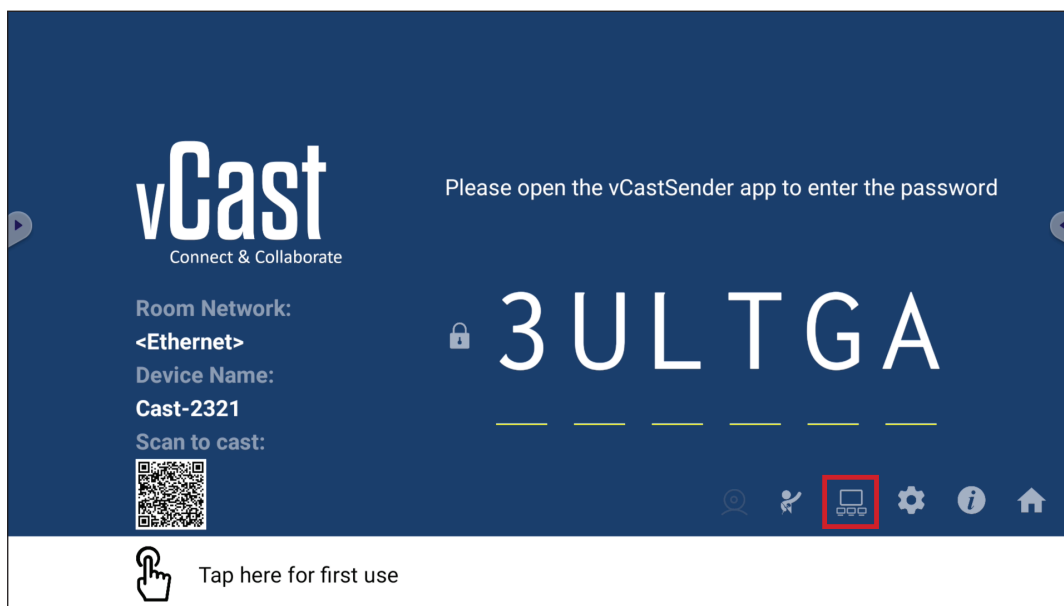 vCast
Connect & Collaborate
Please open the vCastSender app to enter the password
Room Network:
<Ethernet>
Device Name:
Cast-2321
Scan to cast:
3ULTGA
Tap here for first use